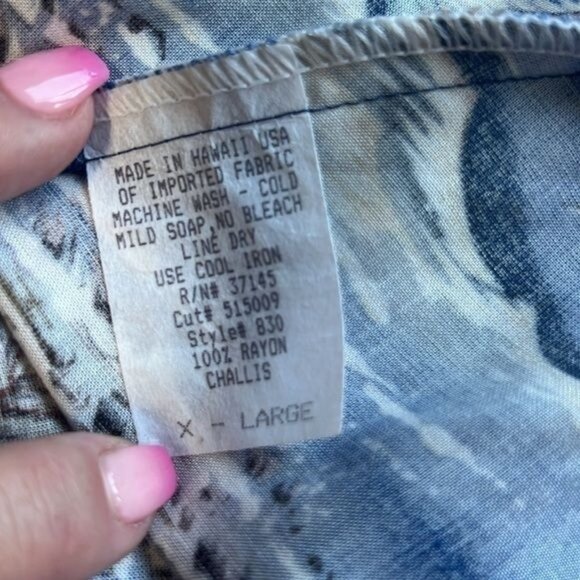 MADE IN HAWAII USA
OF IMPORTED FABRIC
MACHINE WASH - COLD
MILD SOAP, NO BLEACH
LINE DRY
USE COOL IRON
R/N# 37145
Cut# 515009
Style# 830
100% RAYON
CHALLIS
X - LARGE